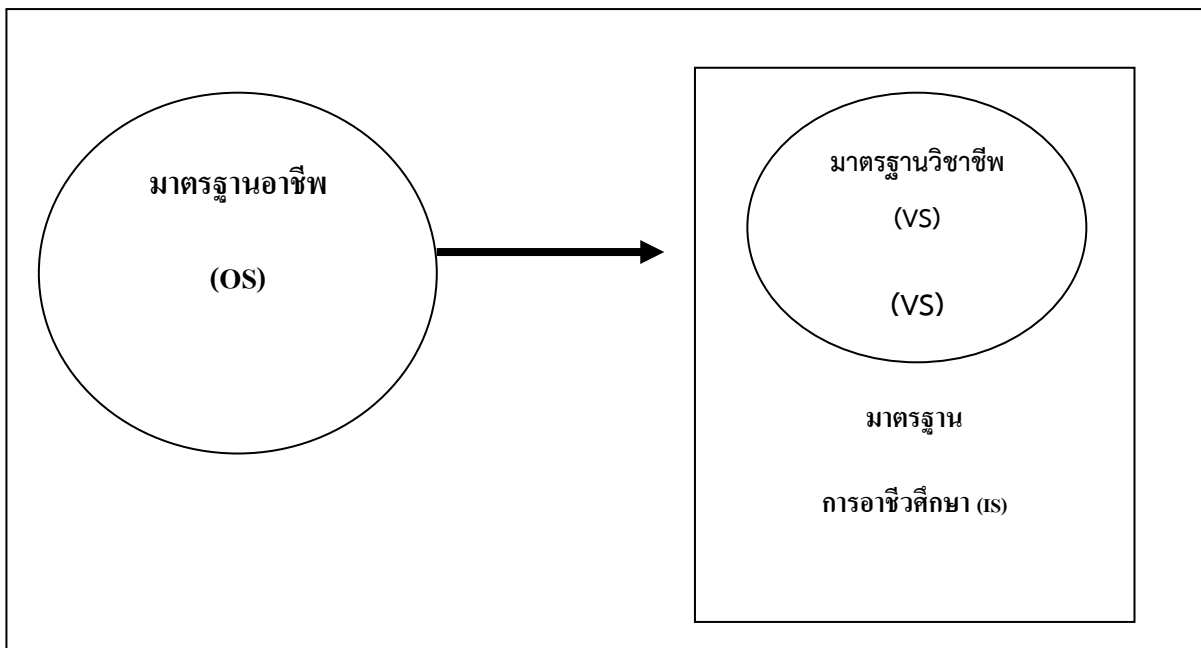 มาตรฐานอาชีพ
(OS)
มาตรฐานวิชาชีพ
(VS)
(VS)
มาตรฐาน
การอาชีวศึกษา (IS)